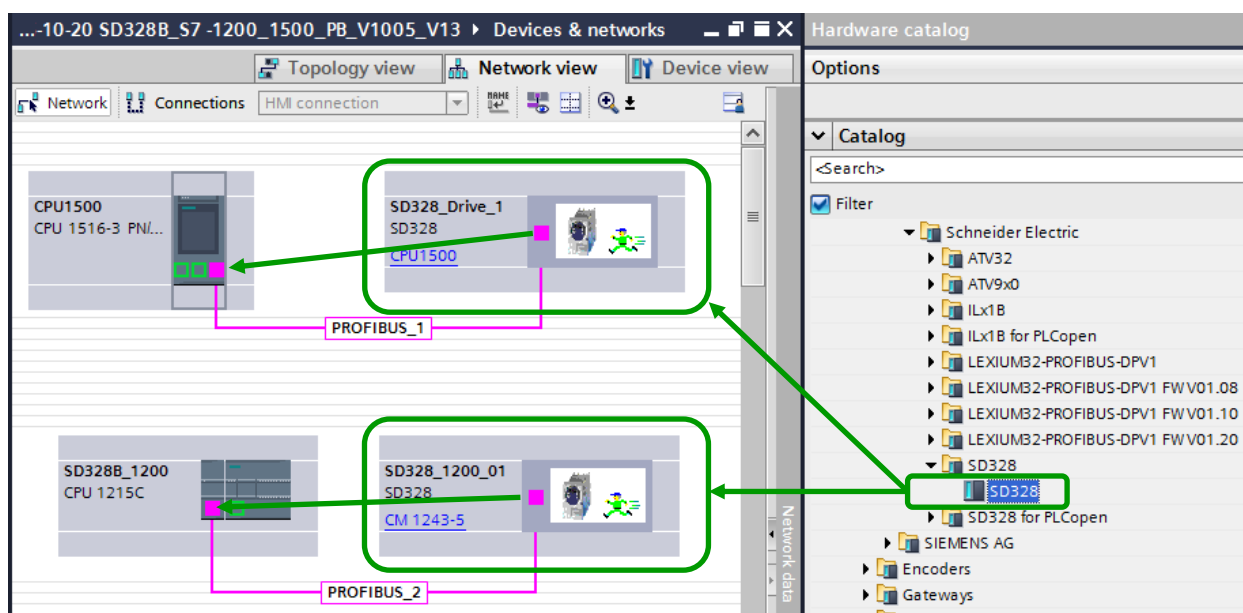 ...-10-20 SD328B_S7 -1200_1500_PB_V1005_V13 ▸ Devices & networks
Topology view
Network view
Device view
Network
Connections
HMI connection
CPU1500
CPU 1516-3 PN/...
SD328_Drive_1
SD328
CPU1500
PROFIBUS_1
SD328B_1200
CPU 1215C
SD328_1200_01
SD328
CM 1243-5
PROFIBUS_2
Network data
Hardware catalog
Options
Catalog
<Search>
Filter
Schneider Electric
ATV32
ATV9x0
ILx1B
ILx1B for PLCopen
LEXIUM32-PROFIBUS-DPV1
LEXIUM32-PROFIBUS-DPV1 FW V01.08
LEXIUM32-PROFIBUS-DPV1 FW V01.10
LEXIUM32-PROFIBUS-DPV1 FW V01.20
SD328
SD328
SD328 for PLCopen
SIEMENS AG
Encoders
Gateways